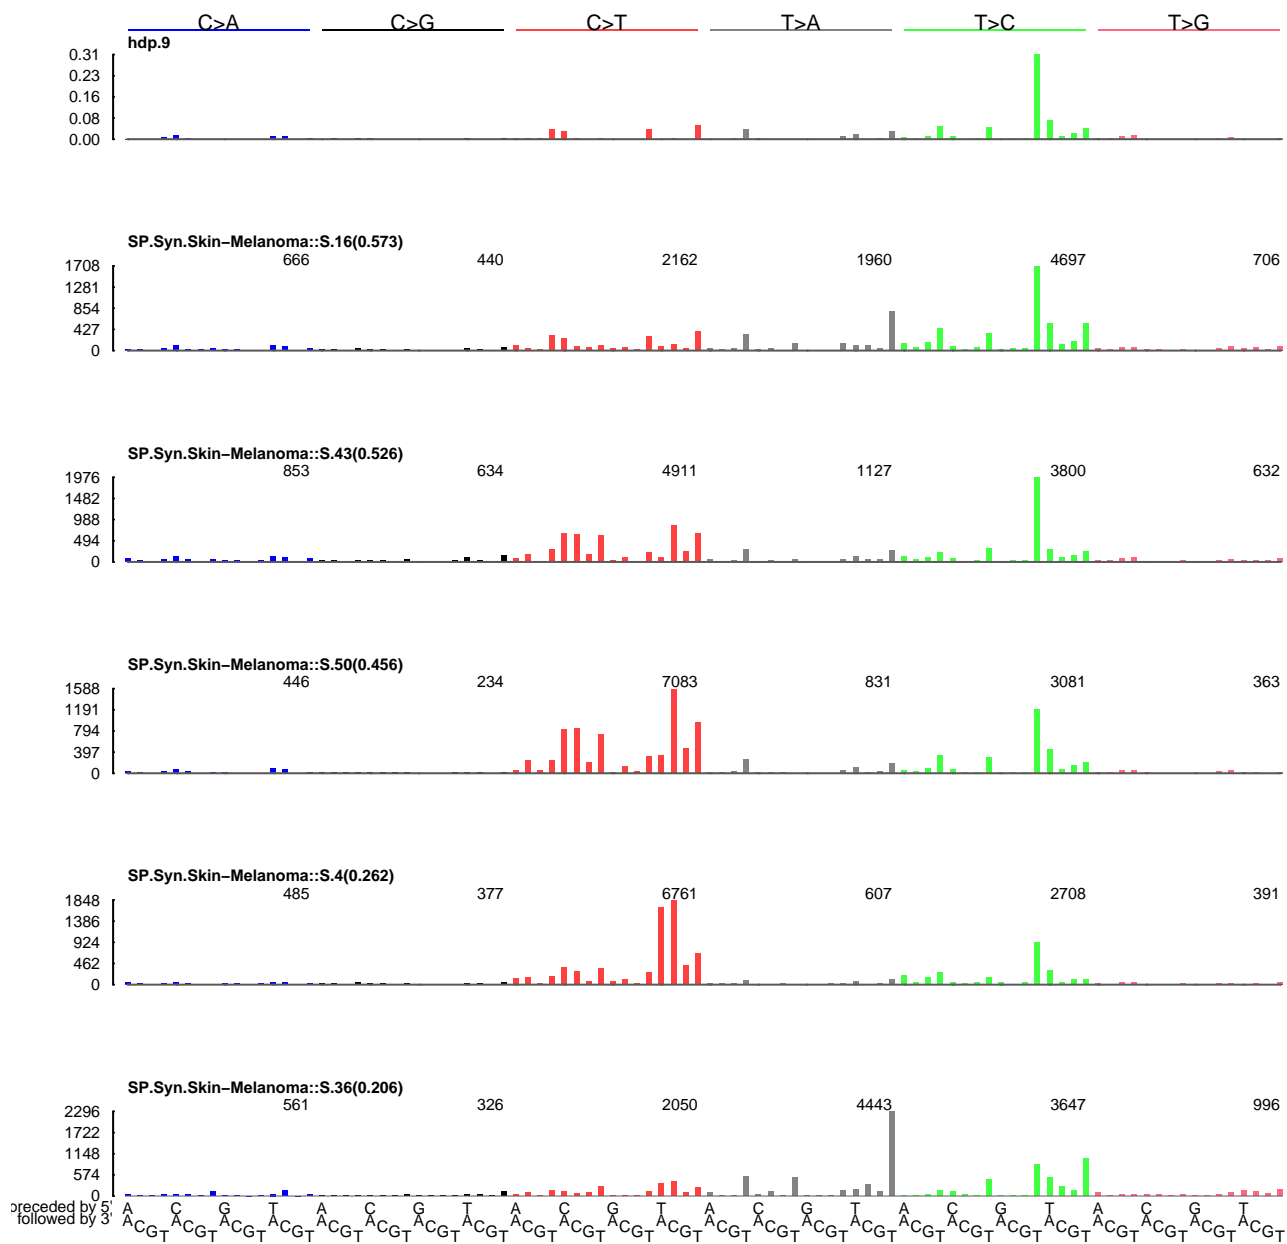 C>A C>G C>T T>A T>C T>G
hdp.9
0.31
0.23
0.16
0.08
0.00
SP.Syn.Skin−Melanoma::S.16(0.573)
666 440 2162 1960 4697 706
1708
1281
854
427
0
SP.Syn.Skin−Melanoma::S.43(0.526)
853 634 4911 1127 3800 632
1976
1482
988
494
0
SP.Syn.Skin−Melanoma::S.50(0.456)
446 234 7083 831 3081 363
1588
1191
794
397
0
SP.Syn.Skin−Melanoma::S.4(0.262)
485 377 6761 607 2708 391
1848
1386
924
462
0
SP.Syn.Skin−Melanoma::S.36(0.206)
561 326 2050 4443 3647 996
2296
1722
1148
574
0
preceded by 5' A C G T A C G T A C G T A C G T A C G T A C G T
followed by 3' A C G T A C G T A C G T A C G T A C G T A C G T A C G T A C G T A C G T A C G T A C G T A C G T A C G T A C G T A C G T A C G T A C G T A C G T A C G T A C G T A C G T A C G T A C G T A C G T